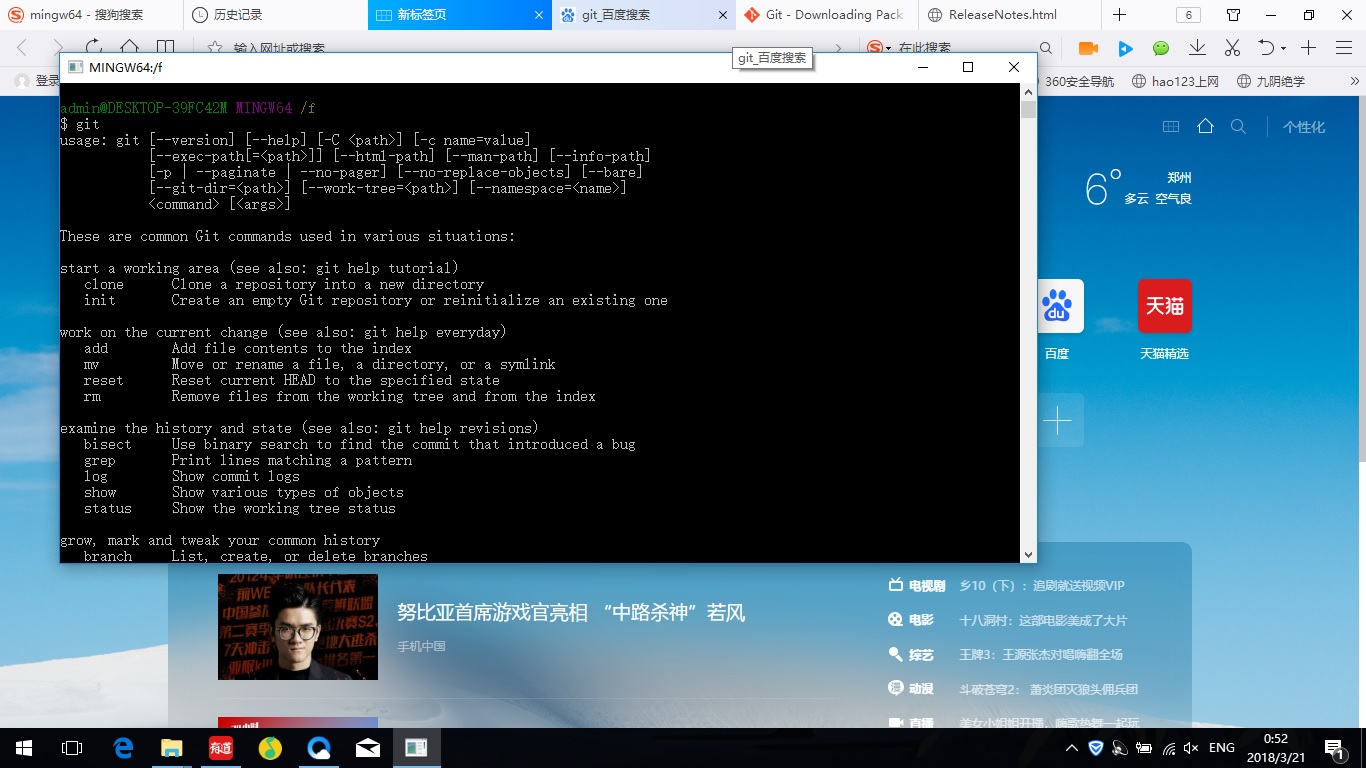 mingw64 - 搜狗搜索
历史记录
新标签页
git_百度搜索
Git - Downloading Pack
ReleaseNotes.html
6
输入网址或搜索
在此搜索
git_百度搜索
登录
360安全导航
hao123上网
九阴绝学
MINGW64:/f
admin@DESKTOP-39FC42M MINGW64 /f
$ git
usage: git [--version] [--help] [-C <path>] [-c name=value]
[--exec-path[=<path>]] [--html-path] [--man-path] [--info-path]
[-p | --paginate | --no-pager] [--no-replace-objects] [--bare]
[--git-dir=<path>] [--work-tree=<path>] [--namespace=<name>]
<command> [<args>]
These are common Git commands used in various situations:
start a working area (see also: git help tutorial)
clone Clone a repository into a new directory
init Create an empty Git repository or reinitialize an existing one
work on the current change (see also: git help everyday)
add Add file contents to the index
mv Move or rename a file, a directory, or a symlink
reset Reset current HEAD to the specified state
rm Remove files from the working tree and from the index
examine the history and state (see also: git help revisions)
bisect Use binary search to find the commit that introduced a bug
grep Print lines matching a pattern
log Show commit logs
show Show various types of objects
status Show the working tree status
grow, mark and tweak your common history
branch List, create, or delete branches
个性化
6°
郑州
多云 空气良
du
百度
天猫
天猫精选
努比亚首席游戏官亮相 “中路杀神”若风
手机中国
电视剧 乡10（下）：追剧就送视频VIP
电影 十八洞村：这部电影美成了大片
综艺 王牌3：王源张杰对唱嗨翻全场
动漫 斗破苍穹2： 萧炎团灭狼头佣兵团
直播 美女小姐姐开播，嗨歌热舞一起玩
有道
ENG
0:52
2018/3/21
1